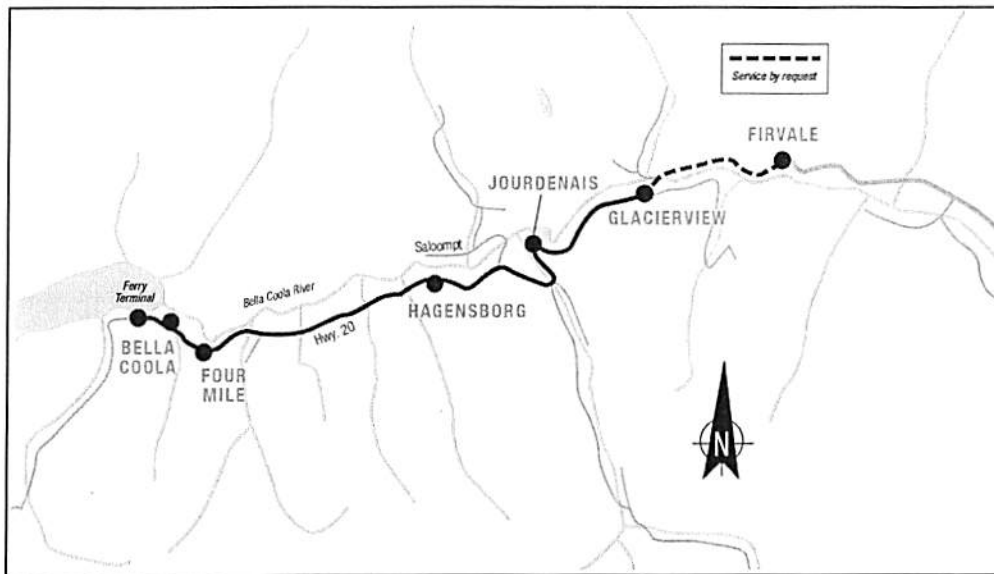 Service by request
FIRVALE
JOURDENAIS
GLACIERVIEW
Saloompt
Ferry
Terminal
Bella Coola River
HAGENSBORG
Hwy. 20
BELLA
COOLA
FOUR
MILE
N